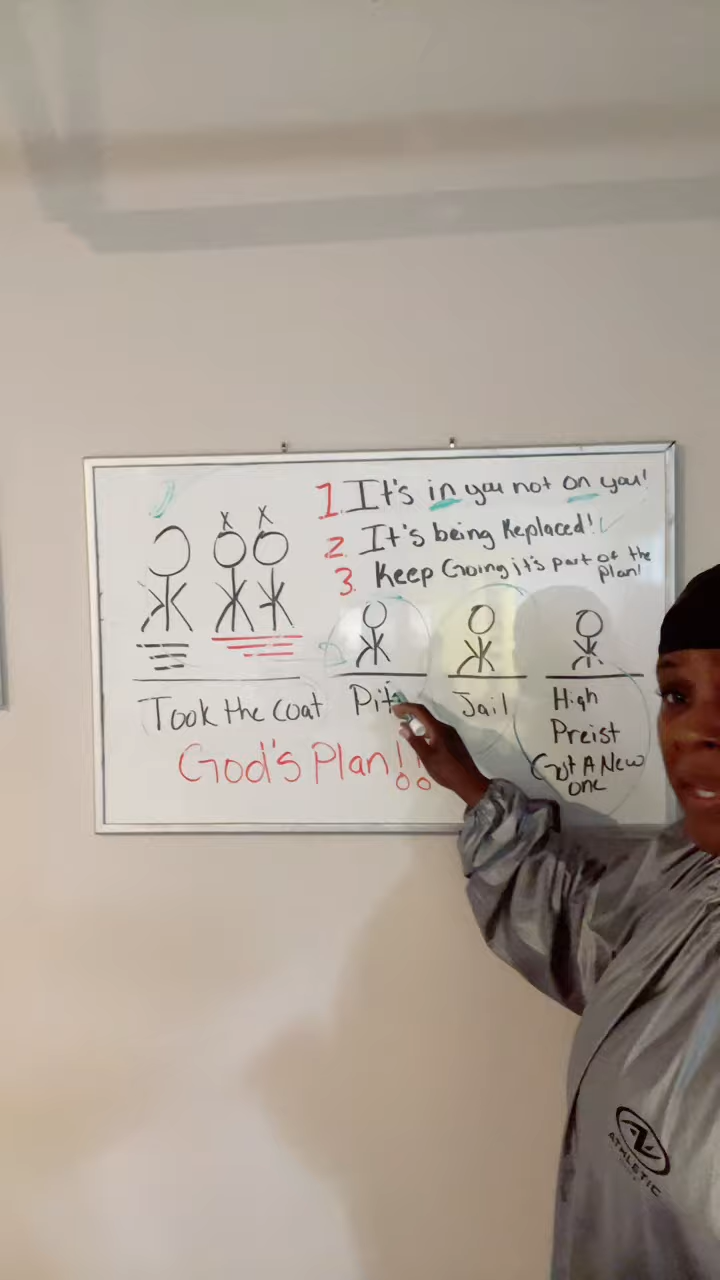 1. It's in you not on you!
2. It's being Replaced!
3. Keep Going it's part of the
plan!
Took the coat
Pit
Jail
High
Preist
Got A New
one
God's Plan!!
ATHLETIC